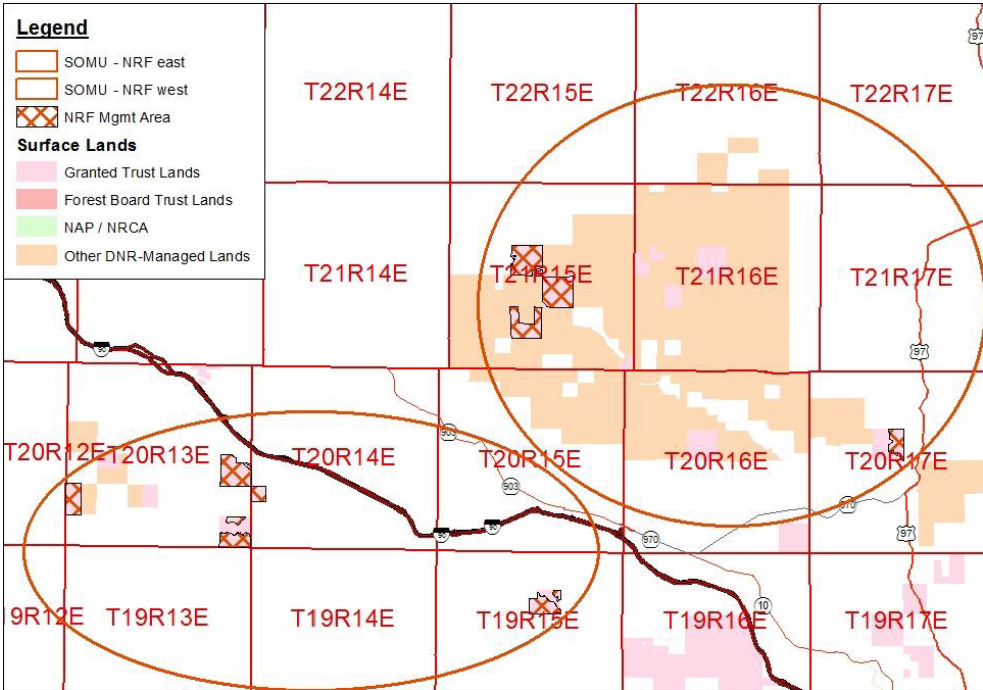 Legend
SOMU - NRF east
SOMU - NRF west
NRF Mgmt Area
Surface Lands
Granted Trust Lands
Forest Board Trust Lands
NAP / NRCA
Other DNR-Managed Lands
97
T22R14E
T22R15E
T22R16E
T22R17E
T21R14E
T21R15E
T21R16E
T21R17E
90
97
T20R12E
T20R13E
T20R14E
903
T20R15E
T20R16E
T20R17E
903
970
90
90
970
97
19R12E
T19R13E
T19R14E
T19R15E
10
T19R16E
T19R17E